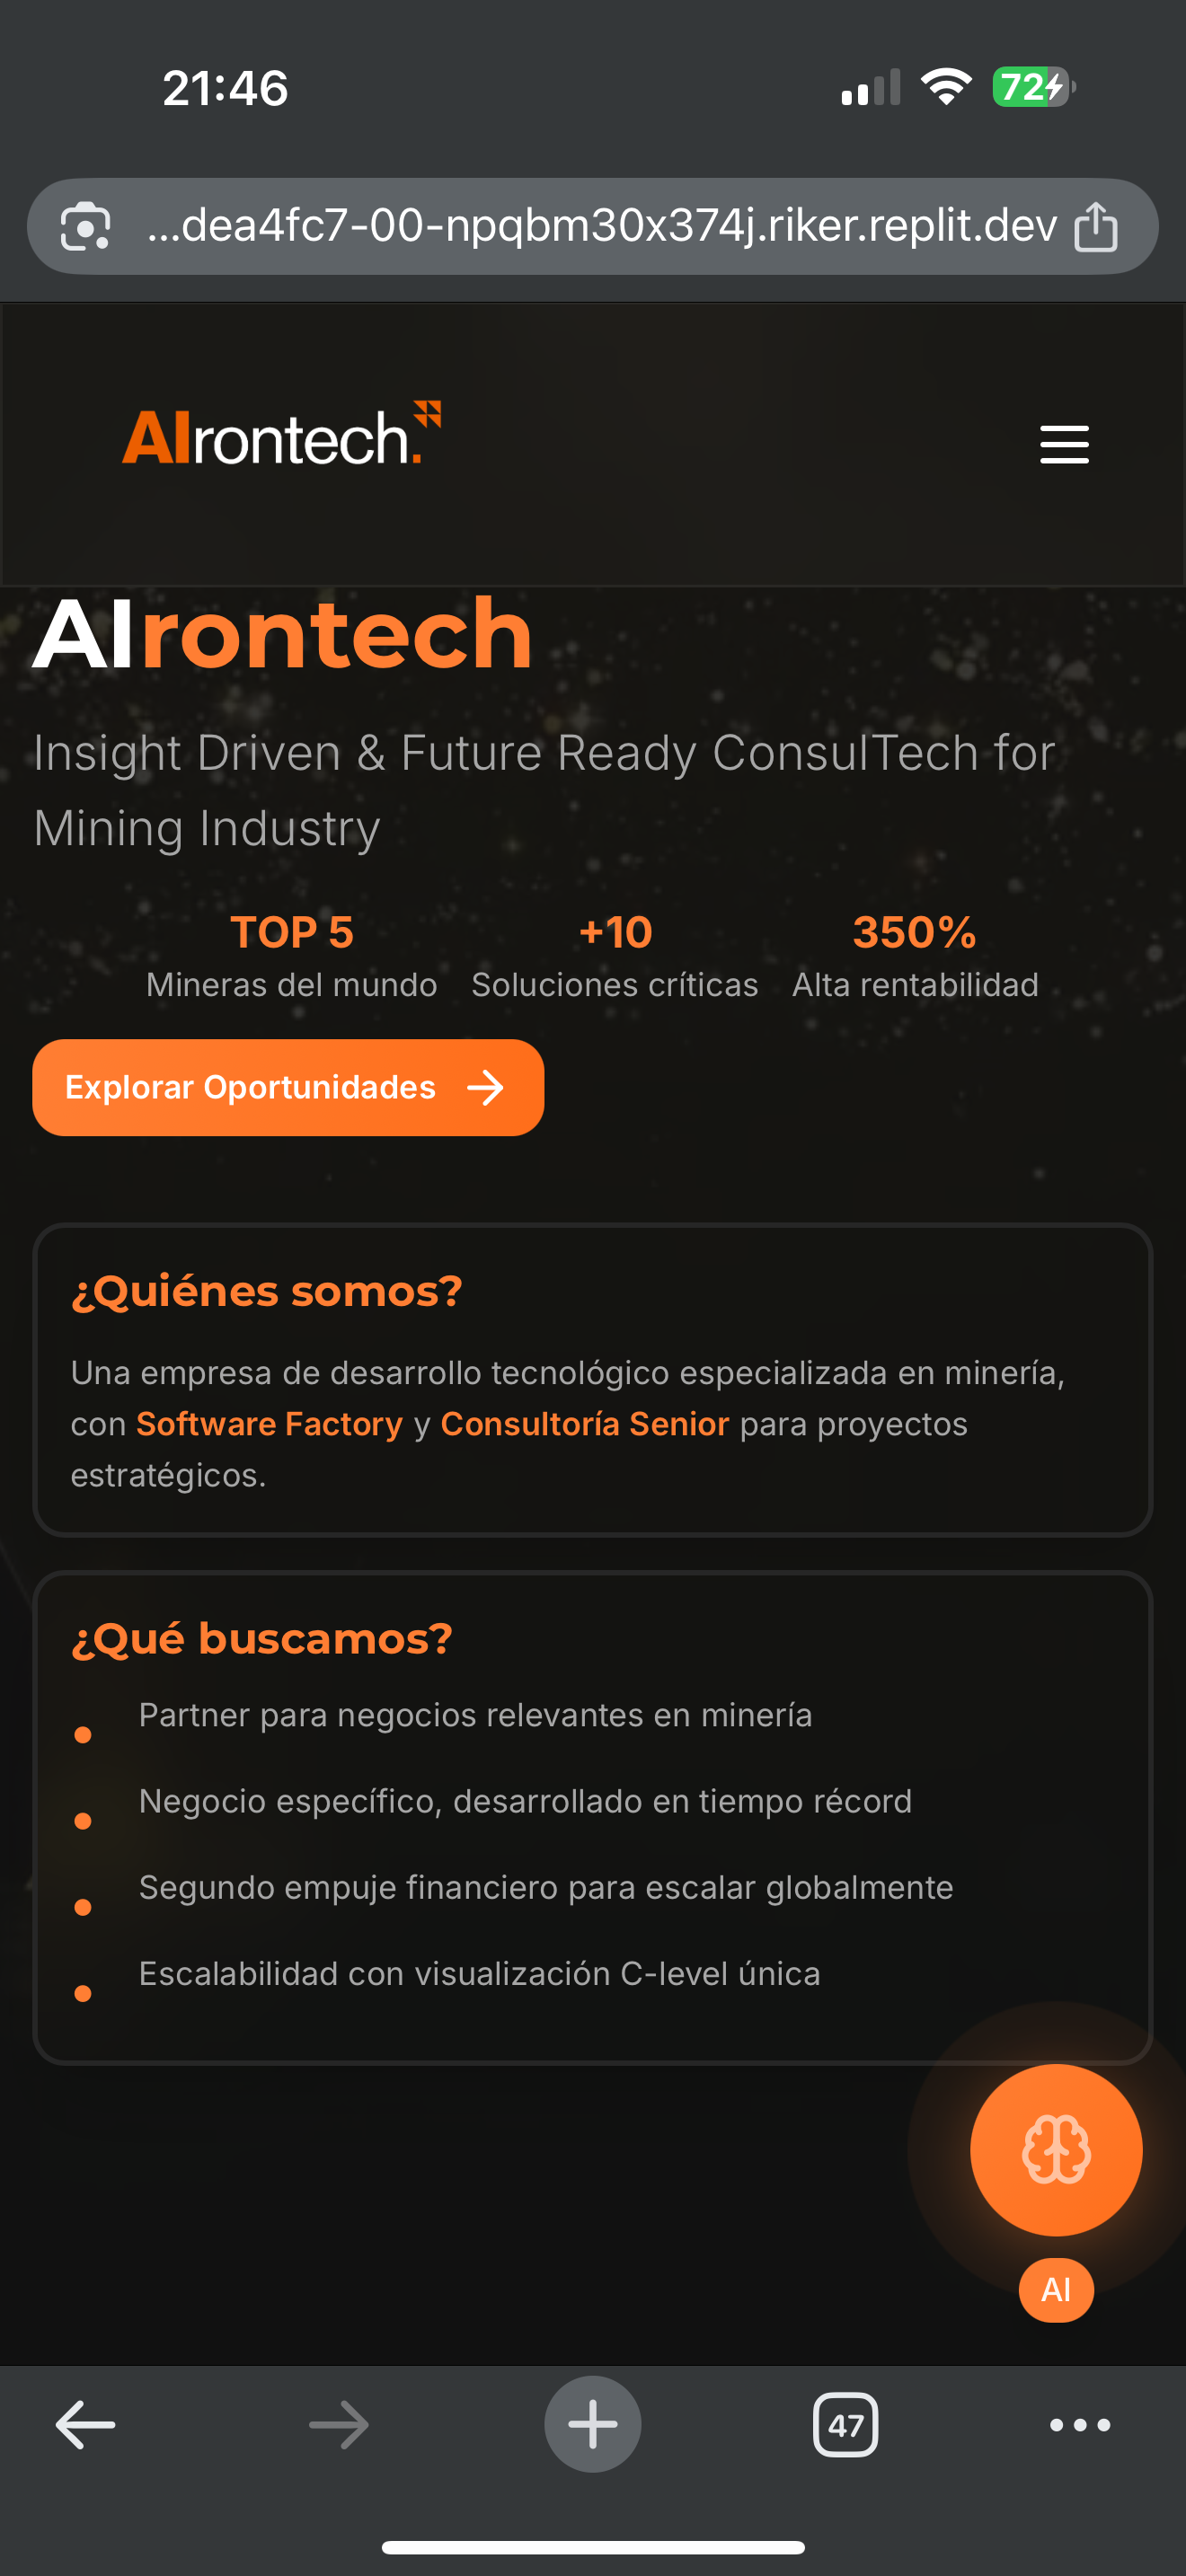 21:46
72
...dea4fc7-00-npqbm30x374j.riker.replit.dev
AIrontech.
AIrontech
Insight Driven & Future Ready ConsulTech for
Mining Industry
TOP 5 +10 350%
Mineras del mundo Soluciones críticas Alta rentabilidad
Explorar Oportunidades
¿Quiénes somos?
Una empresa de desarrollo tecnológico especializada en minería,
con Software Factory y Consultoría Senior para proyectos
estratégicos.
¿Qué buscamos?
Partner para negocios relevantes en minería
Negocio específico, desarrollado en tiempo récord
Segundo empuje financiero para escalar globalmente
Escalabilidad con visualización C-level única
AI
47